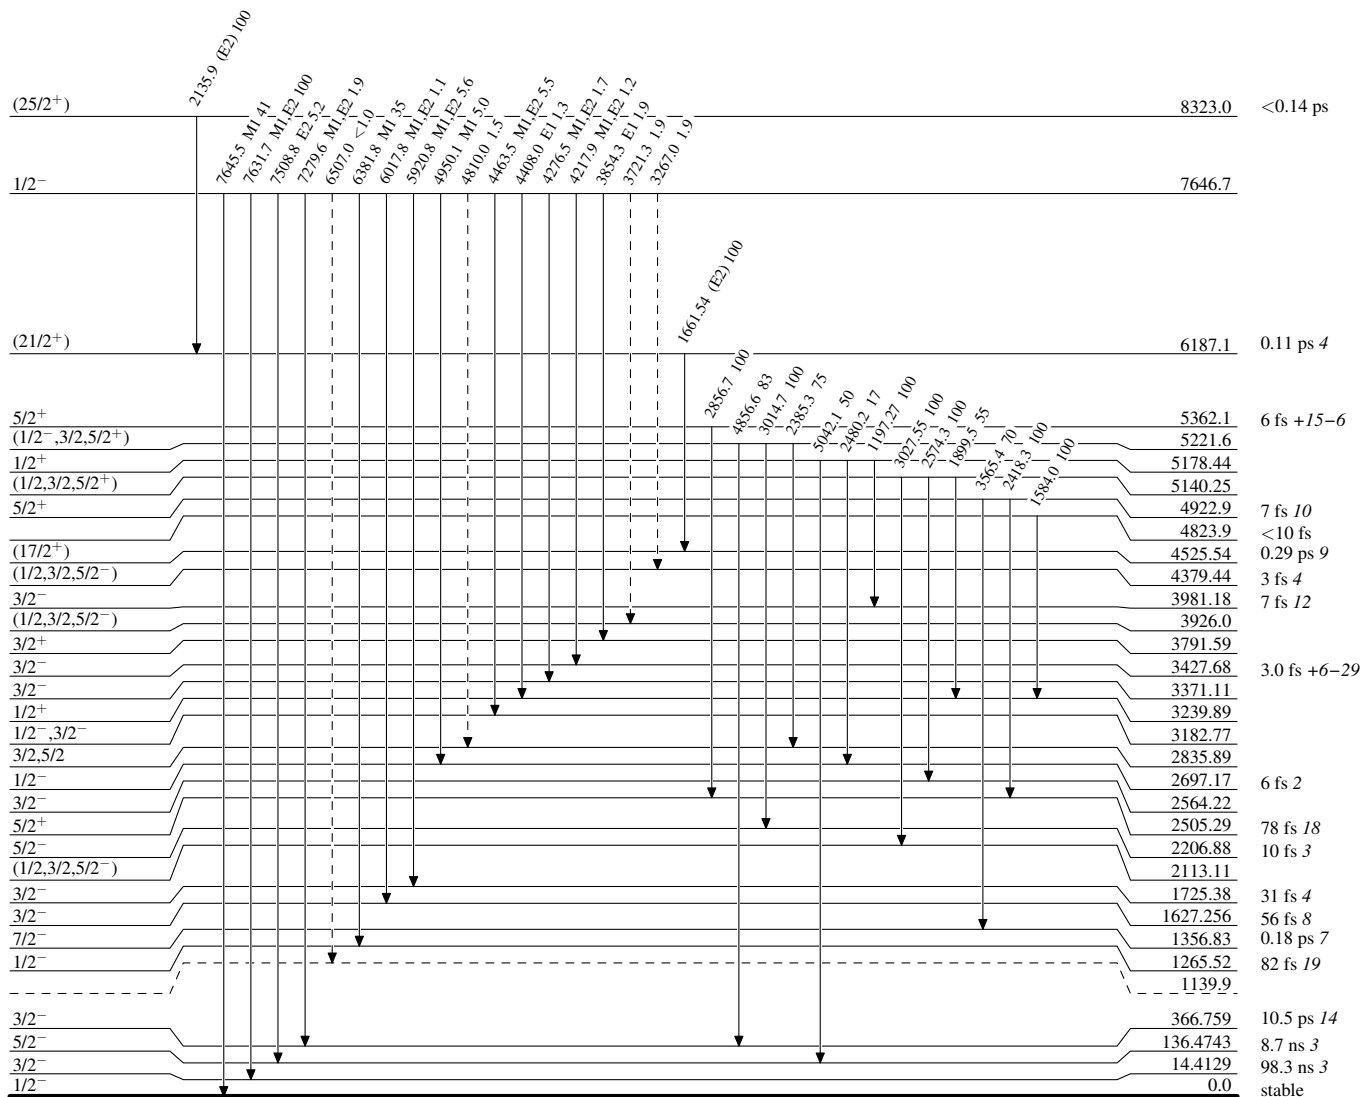 2135.9 (E2) 100
(25/2⁺) 8323.0 <0.14 ps
7645.5 M1 41
7631.7 M1,E2 100
7508.8 E2 5.2
7279.6 M1,E2 1.9
6507.0 <1.0
6381.8 M1 35
6017.8 M1,E2 1.1
5920.8 M1,E2 5.6
4950.1 M1 5.0
4810.0 1.5
4463.5 M1,E2 5.5
4408.0 E1 1.3
4276.5 M1,E2 1.7
4217.9 M1,E2 1.2
3854.3 E1 1.9
3721.3 1.9
3267.0 1.9
1/2⁻ 7646.7
1661.54 (E2) 100
(21/2⁺) 6187.1 0.11 ps 4
2856.7 100
4856.6 83
3014.7 100
2385.3 75
5042.1 50
2480.2 17
1197.27 100
3027.55 100
2574.3 100
1899.5 55
3565.4 70
2418.3 100
1584.0 100
5/2⁺ 5362.1 6 fs +15−6
(1/2⁻,3/2,5/2⁺) 5221.6
1/2⁺ 5178.44
(1/2,3/2,5/2⁺) 5140.25
5/2⁺ 4922.9 7 fs 10
4823.9 <10 fs
(17/2⁺) 4525.54 0.29 ps 9
(1/2,3/2,5/2⁻) 4379.44 3 fs 4
3/2⁻ 3981.18 7 fs 12
(1/2,3/2,5/2⁻) 3926.0
3/2⁺ 3791.59
3/2⁻ 3427.68 3.0 fs +6−29
3/2⁻ 3371.11
1/2⁺ 3239.89
1/2⁻,3/2⁻ 3182.77
3/2,5/2 2835.89
1/2⁻ 2697.17 6 fs 2
3/2⁻ 2564.22
5/2⁺ 2505.29 78 fs 18
5/2⁻ 2206.88 10 fs 3
(1/2,3/2,5/2⁻) 2113.11
3/2⁻ 1725.38 31 fs 4
3/2⁻ 1627.256 56 fs 8
7/2⁻ 1356.83 0.18 ps 7
1/2⁻ 1265.52 82 fs 19
1139.9
3/2⁻ 366.759 10.5 ps 14
5/2⁻ 136.4743 8.7 ns 3
3/2⁻ 14.4129 98.3 ns 3
1/2⁻ 0.0 stable